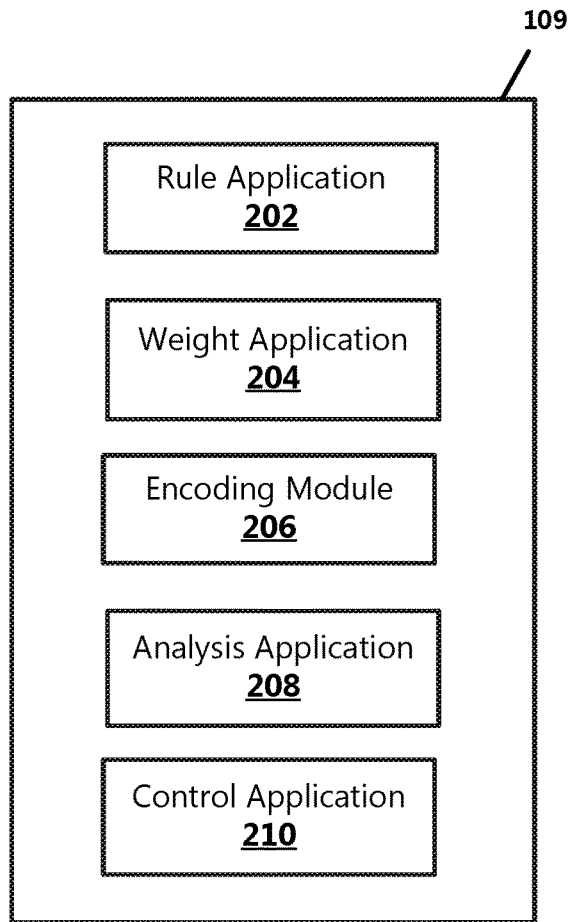 109
Rule Application
202
Weight Application
204
Encoding Module
206
Analysis Application
208
Control Application
210